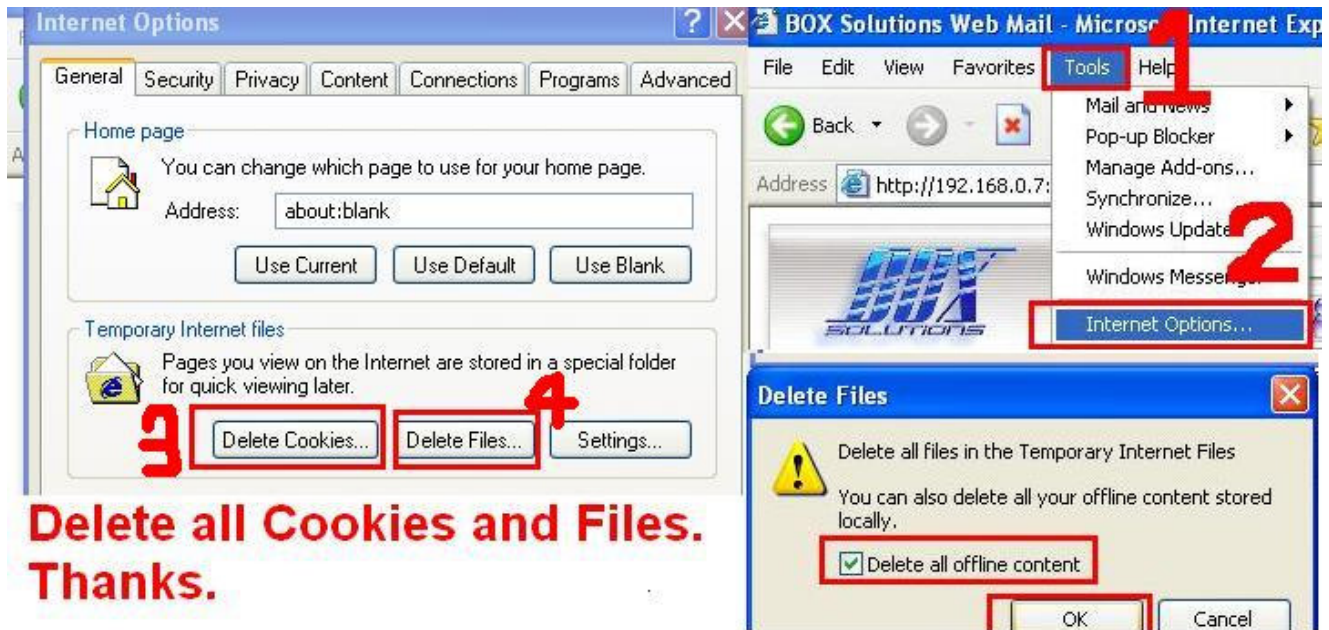 Internet Options
General Security Privacy Content Connections Programs Advanced
Home page
You can change which page to use for your home page.
Address: about:blank
Use Current Use Default Use Blank
Temporary Internet files
Pages you view on the Internet are stored in a special folder
for quick viewing later.
3 4
Delete Cookies... Delete Files... Settings...
Delete all Cookies and Files.
Thanks.
BOX Solutions Web Mail - Microsoft Internet Exp
1
File Edit View Favorites Tools Help
Back
Address http://192.168.0.7:
BOX
SOLUTIONS
Mail and News
Pop-up Blocker
Manage Add-ons...
Synchronize...
Windows Update
2
Windows Messenger
Internet Options...
Delete Files
Delete all files in the Temporary Internet Files
You can also delete all your offline content stored
locally.
Delete all offline content
OK Cancel